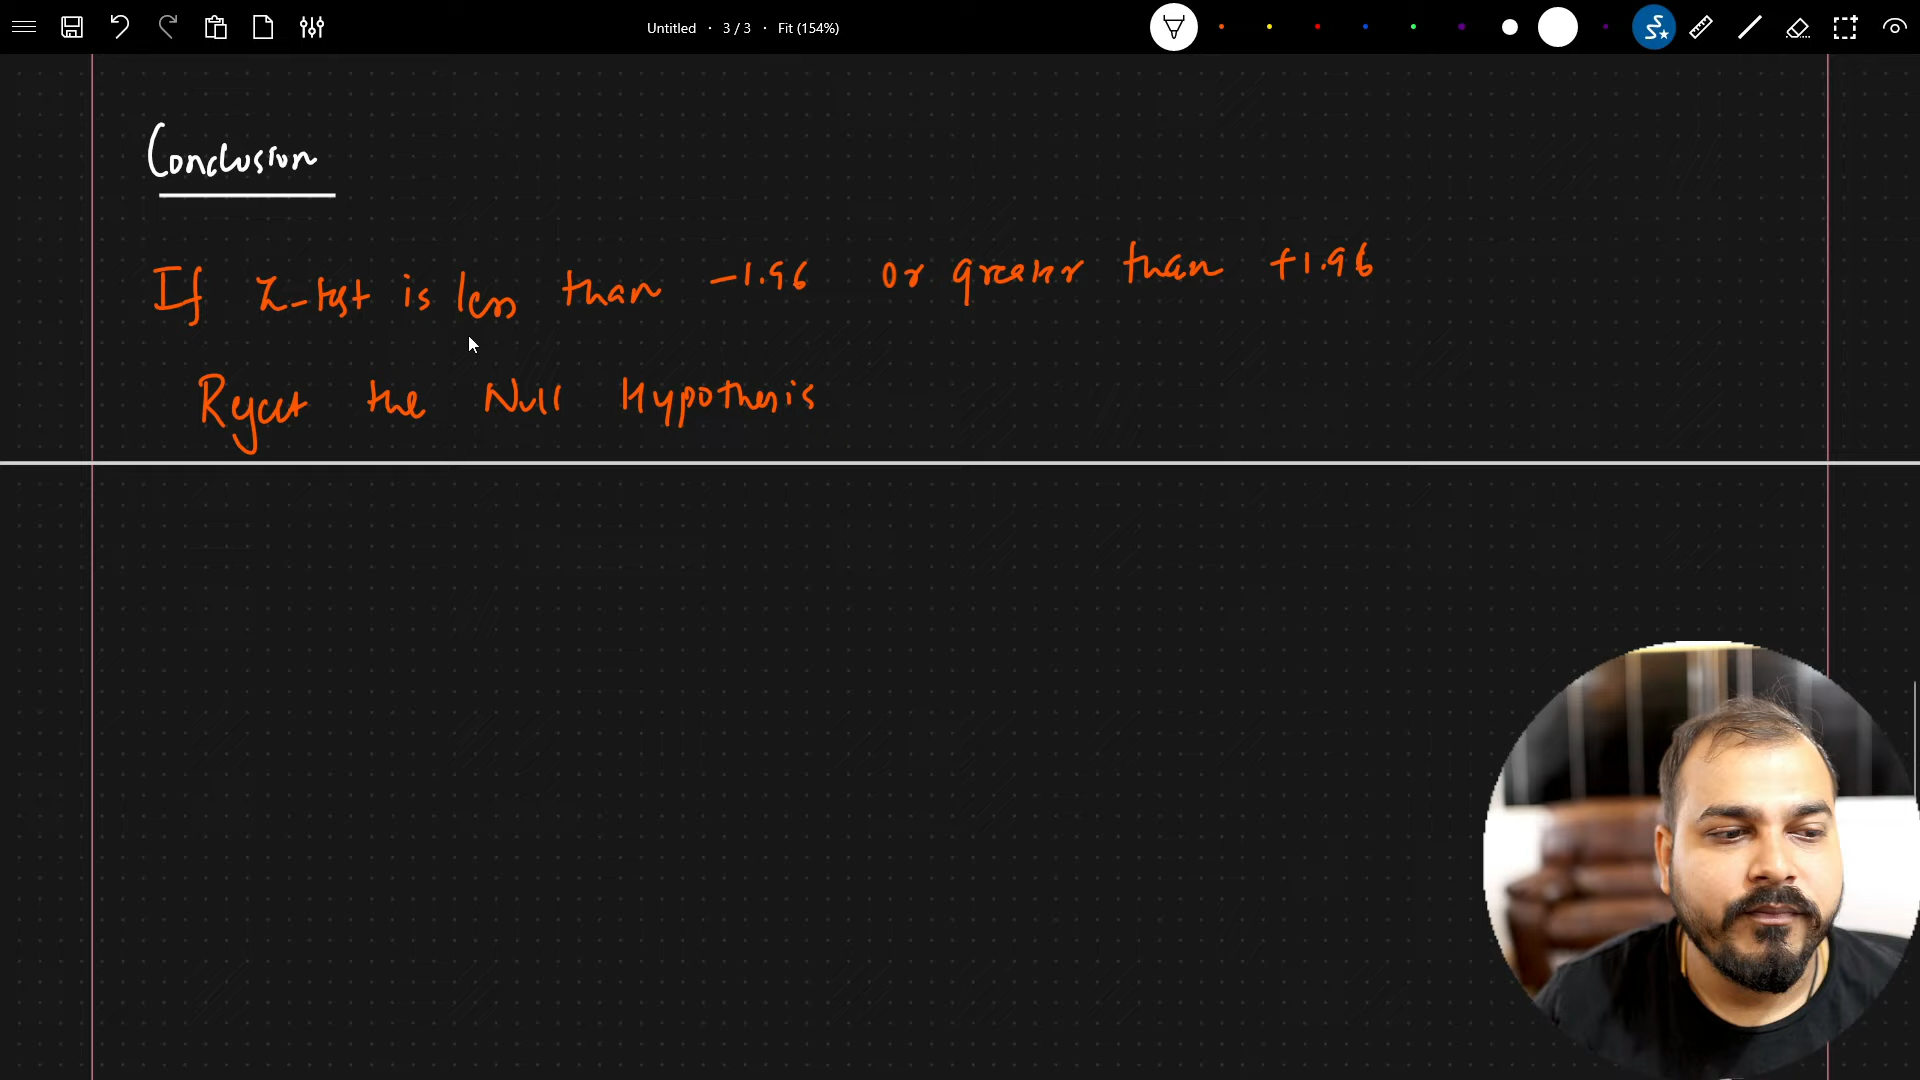 Untitled · 3 / 3 · Fit (154%)
Conclusion
If Z-test is less than -1.96 or greater than +1.96
Reject the Null Hypothesis